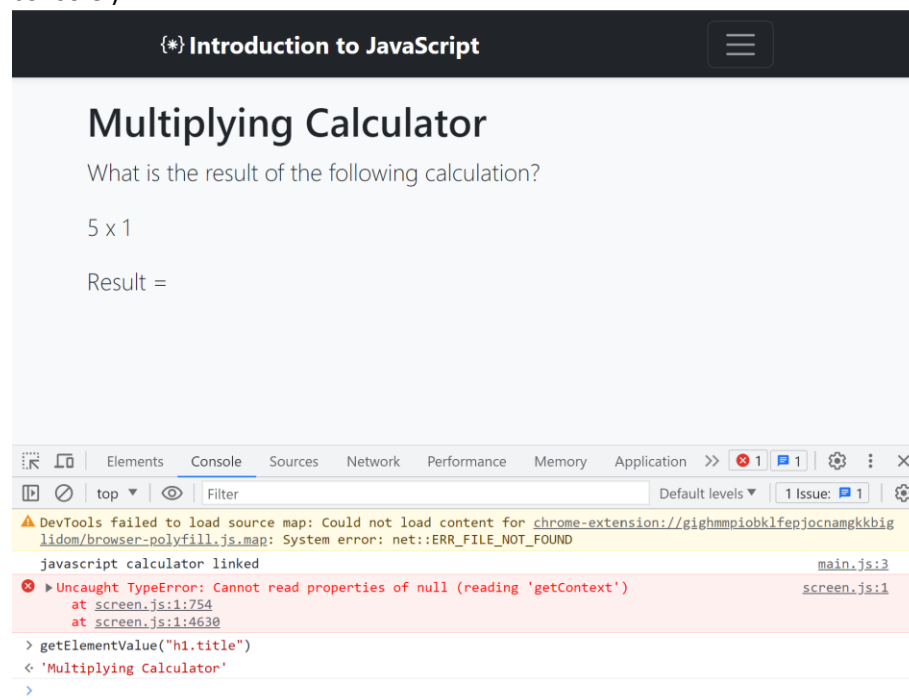 {*} Introduction to JavaScript
Multiplying Calculator
What is the result of the following calculation?
5 x 1
Result =
Elements Console Sources Network Performance Memory Application >> 1 1
top Filter Default levels 1 Issue: 1
DevTools failed to load source map: Could not load content for chrome-extension://gighmmpiobklfepjocnamgkkbig
lidom/browser-polyfill.js.map: System error: net::ERR_FILE_NOT_FOUND
javascript calculator linked main.js:3
Uncaught TypeError: Cannot read properties of null (reading 'getContext') screen.js:1
at screen.js:1:754
at screen.js:1:4630
> getElementValue("h1.title")
'Multiplying Calculator'
>